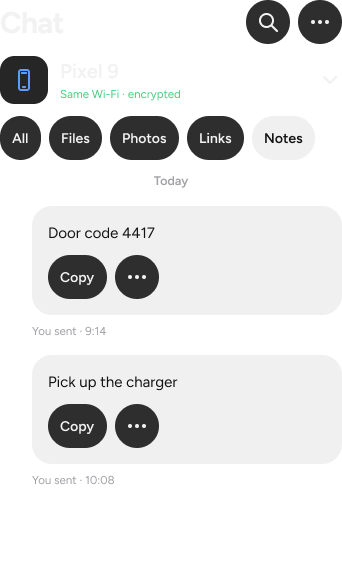 Chat
Pixel 9
Same Wi-Fi · encrypted
All Files Photos Links Notes
Today
Door code 4417
Copy
You sent · 9:14
Pick up the charger
Copy
You sent · 10:08